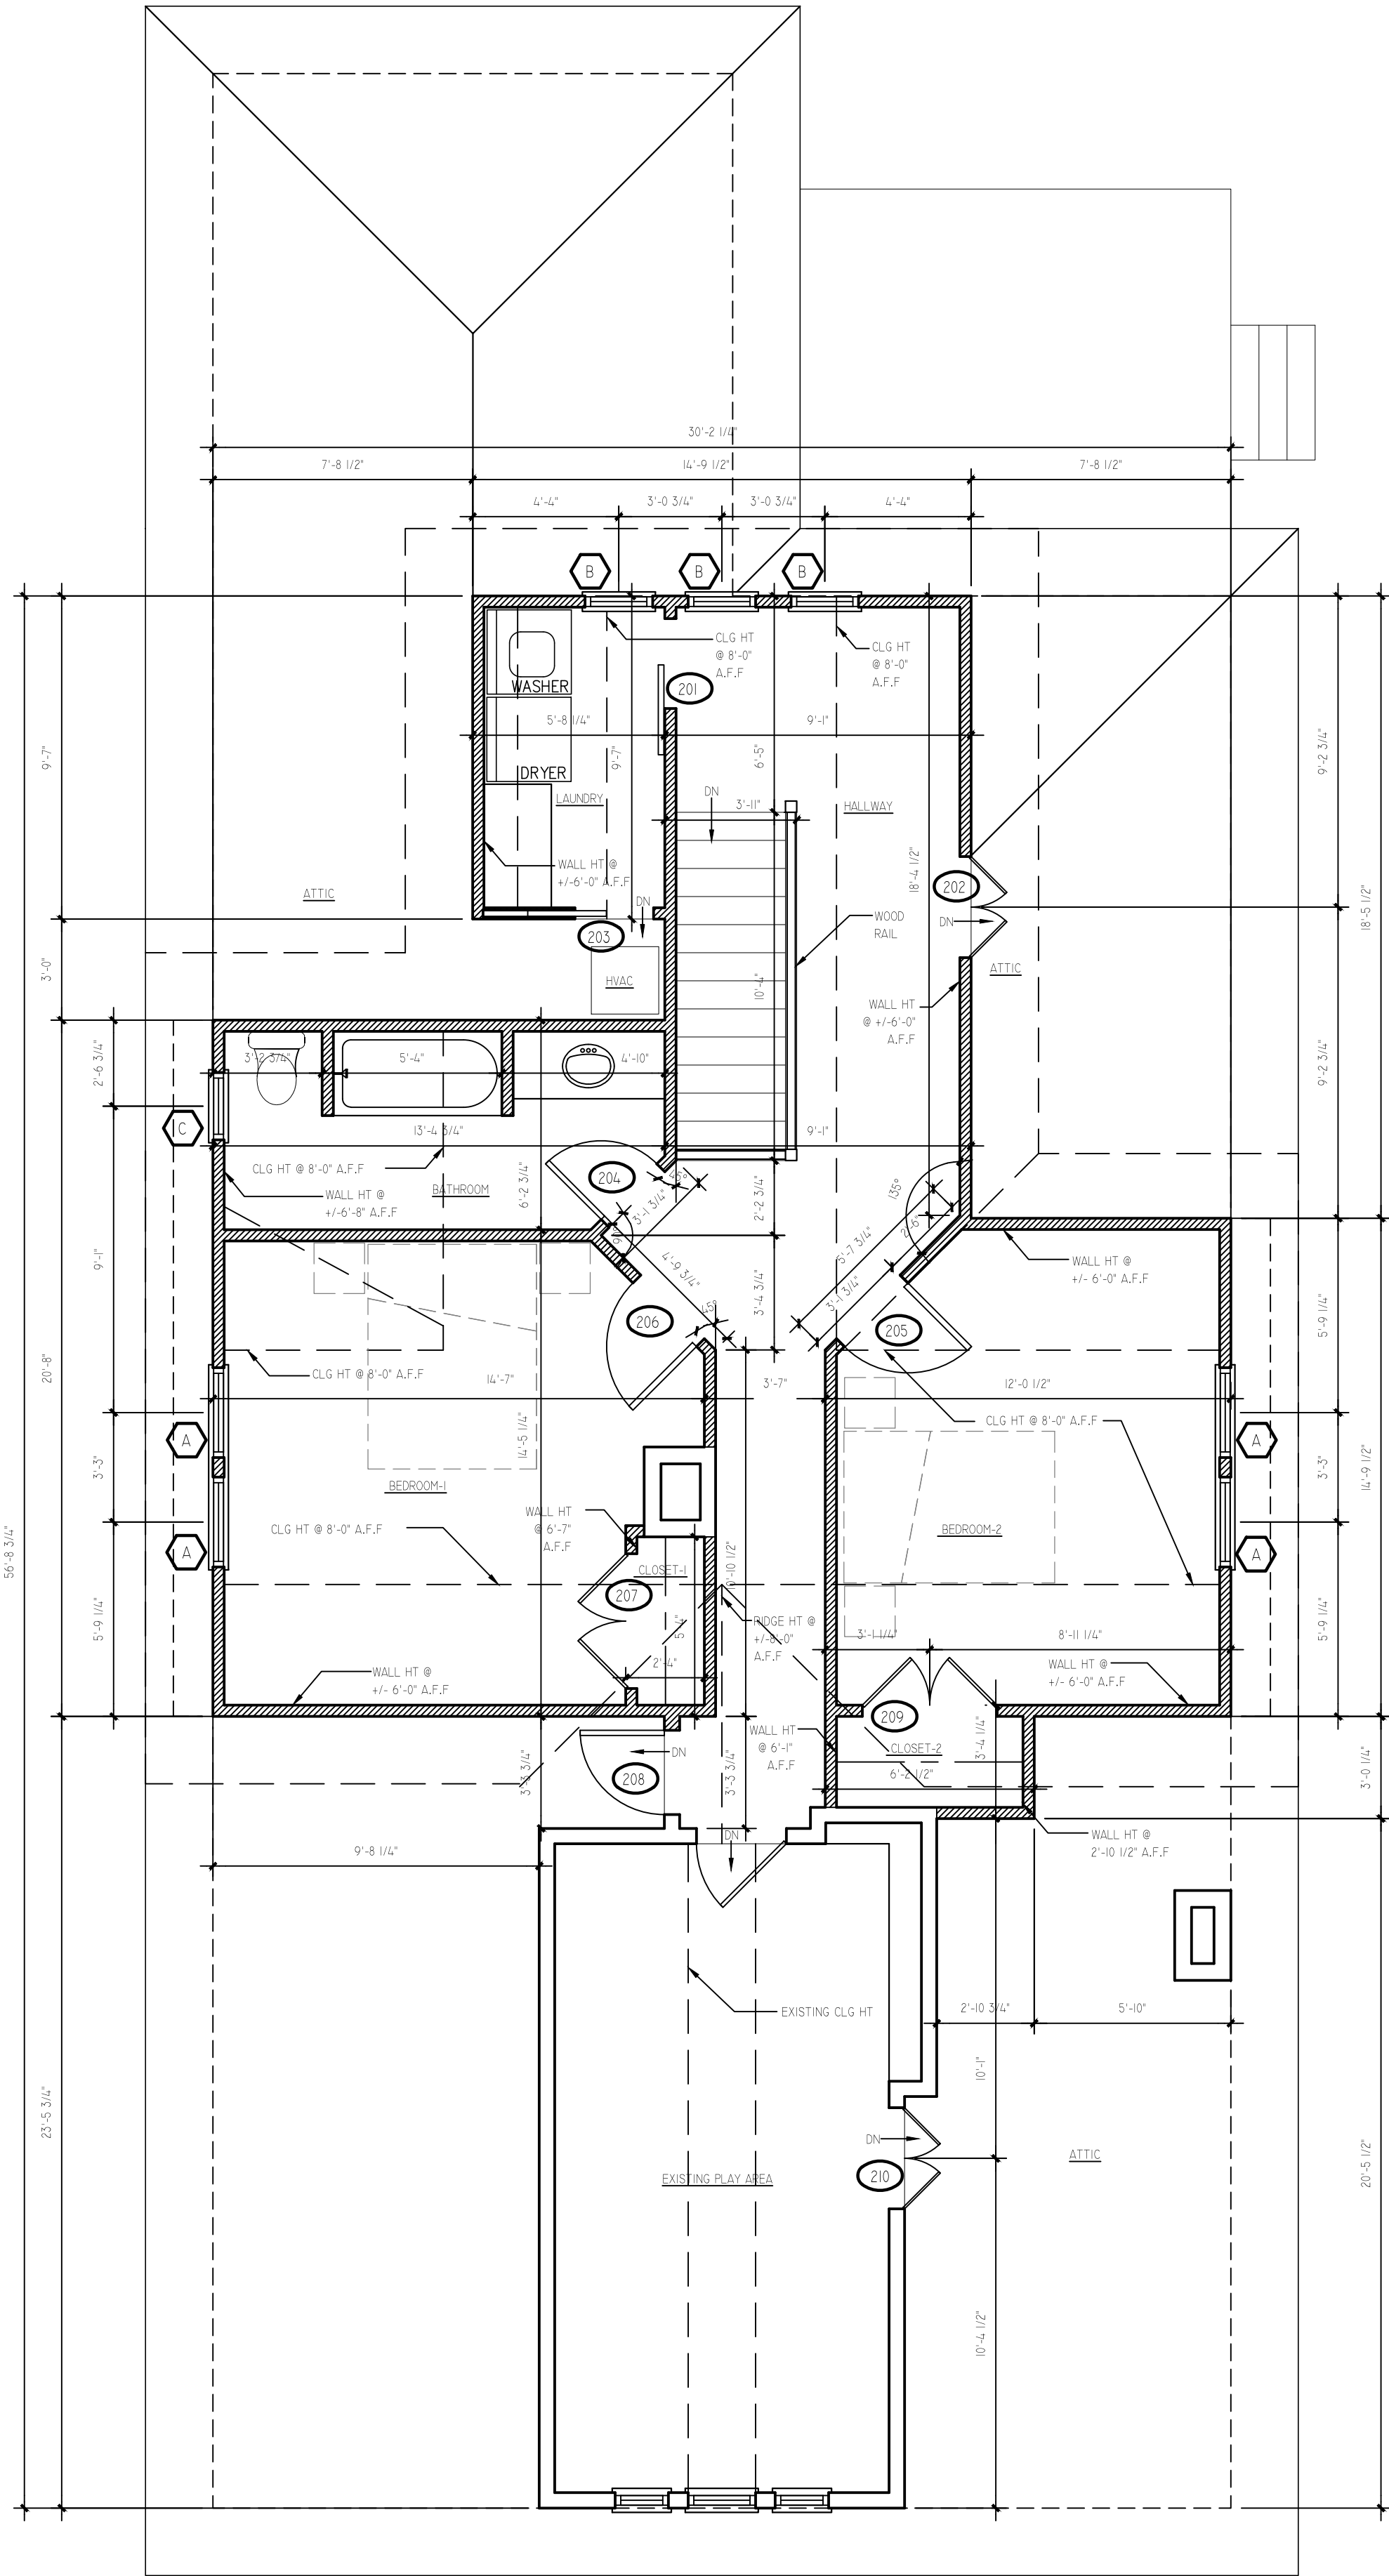 30'-2 1/4"
7'-8 1/2"
14'-9 1/2"
7'-8 1/2"
4'-4"
3'-0 3/4"
3'-0 3/4"
4'-4"
B
B
B
CLG HT
@ 8'-0"
A.F.F
CLG HT
@ 8'-0"
A.F.F
WASHER
201
5'-8 1/4"
9'-1"
9'-7"
9'-7"
6'-5"
9'-2 3/4"
DRYER
LAUNDRY
DN
3'-11"
HALLWAY
WALL HT @
+/-6'-0" A.F.F
18'-4 1/2"
202
18'-5 1/2"
ATTIC
DN
WOOD
RAIL
DN
203
3'-0"
HVAC
10'-4"
ATTIC
WALL HT
@ +/-6'-0"
A.F.F
3'-2 3/4"
5'-4"
4'-10"
2'-6 3/4"
9'-2 3/4"
C
13'-4 3/4"
9'-1"
CLG HT @ 8'-0" A.F.F
204
45°
135°
BATHROOM
WALL HT @
+/-6'-8" A.F.F
6'-2 3/4"
3'-1 3/4"
2'-2 3/4"
2'-6"
90°
9'-1"
4'-9 3/4"
5'-7 3/4"
WALL HT @
+/- 6'-0" A.F.F
3'-4 3/4"
3'-1 3/4"
5'-9 1/4"
45°
206
205
20'-8"
CLG HT @ 8'-0" A.F.F
14'-7"
3'-7"
12'-0 1/2"
14'-5 1/4"
CLG HT @ 8'-0" A.F.F
A
A
3'-3"
3'-3"
14'-9 1/2"
BEDROOM-1
WALL HT
@ 6'-7"
A.F.F
CLG HT @ 8'-0" A.F.F
BEDROOM-2
A
A
56'-8 3/4"
CLOSET-1
10'-10 1/2"
207
5'-9 1/4"
RIDGE HT @
+/-8'-0"
A.F.F
5'-4"
3'-1 1/4"
8'-11 1/4"
5'-9 1/4"
2'-4"
WALL HT @
+/- 6'-0" A.F.F
WALL HT @
+/- 6'-0" A.F.F
209
WALL HT
@ 6'-1"
A.F.F
DN
CLOSET-2
3'-4 1/4"
208
3'-3 3/4"
3'-3 3/4"
6'-2 1/2"
3'-0 1/4"
DN
WALL HT @
2'-10 1/2" A.F.F
9'-8 1/4"
EXISTING CLG HT
2'-10 3/4"
5'-10"
10'-1"
23'-5 3/4"
DN
ATTIC
EXISTING PLAY AREA
210
20'-5 1/2"
10'-4 1/2"